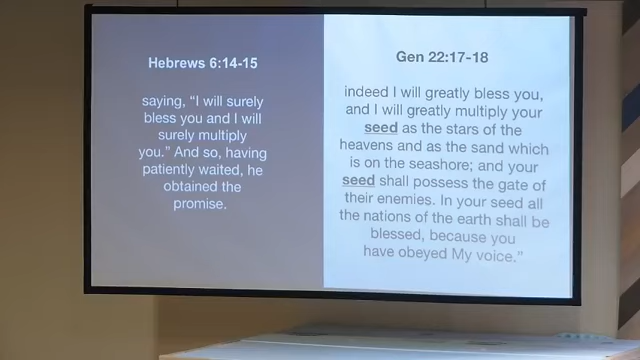 Hebrews 6:14-15
saying, “I will surely
bless you and I will
surely multiply
you.” And so, having
patiently waited, he
obtained the
promise.
Gen 22:17-18
indeed I will greatly bless you,
and I will greatly multiply your
seed as the stars of the
heavens and as the sand which
is on the seashore; and your
seed shall possess the gate of
their enemies. In your seed all
the nations of the earth shall be
blessed, because you
have obeyed My voice.”